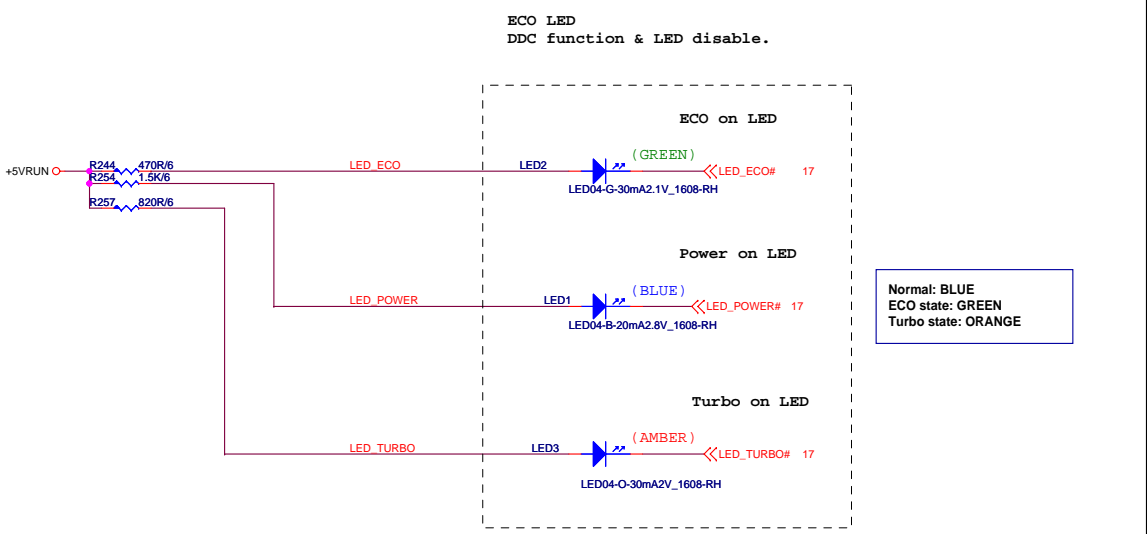 ECO LED
DDC function & LED disable.
ECO on LED
(GREEN)
+5VRUN
R244 470R/6
LED_ECO
LED2
LED_ECO# 17
R254 1.5K/6
LED04-G-30mA2.1V_1608-RH
R257 820R/6
Power on LED
(BLUE)
LED_POWER
LED1
LED_POWER# 17
LED04-B-20mA2.8V_1608-RH
Normal: BLUE
ECO state: GREEN
Turbo state: ORANGE
Turbo on LED
(AMBER)
LED_TURBO
LED3
LED_TURBO# 17
LED04-O-30mA2V_1608-RH